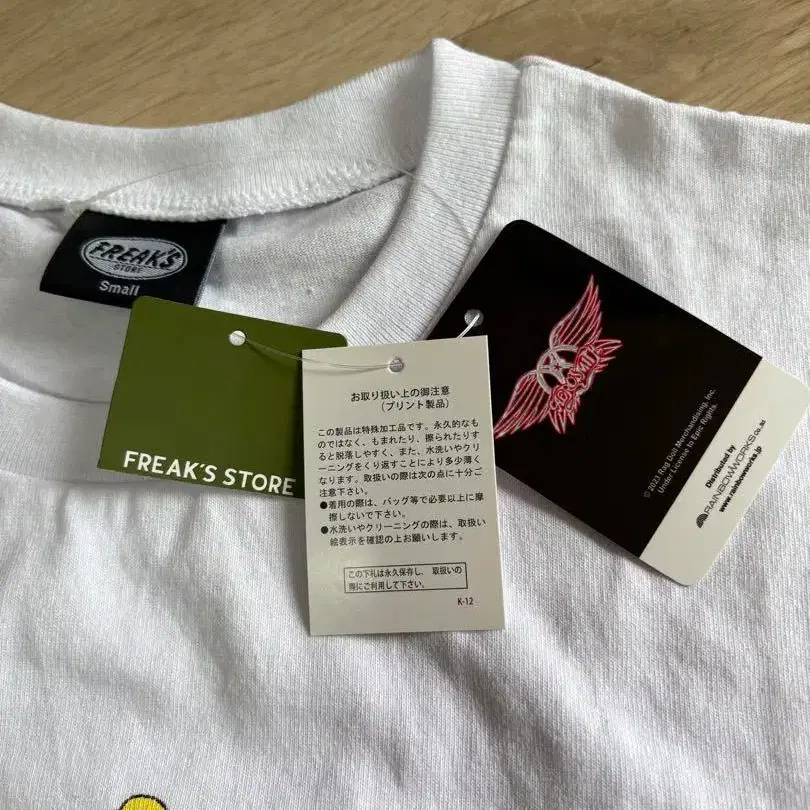 FREAK'S
STORE
Small
FREAK'S STORE
お取り扱い上の御注意
(プリント製品)
この製品は特殊加工品です。永久的なも
のではなく、もまれたり、擦られたりす
ると脱落しやすく、また、水洗いやクリ
ーニングをくり返すことにより多少薄く
なります。取扱いの際は次の点に十分ご
注意下さい。
●着用の際は、バッグ等で必要以上に摩
擦しないで下さい。
●水洗いやクリーニングの際は、取扱い
絵表示を確認の上お願いします。
この下札は永久保存し、取扱いの
際にご利用して下さい。
K-12
AEROSMITH
© 2023 Rag Doll Merchandising, Inc.
Under License to Epic Rights.
Distributed by
RAINBOWWORKS Co.,ltd
www.rainbowworks.jp